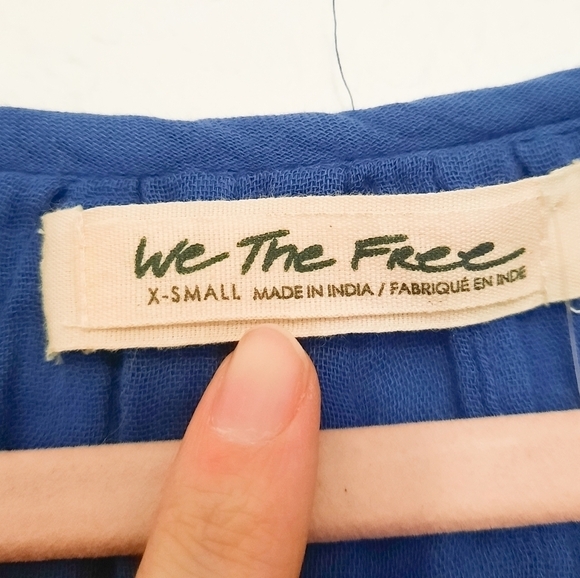 We The Free
X-SMALL MADE IN INDIA / FABRIQUÉ EN INDE